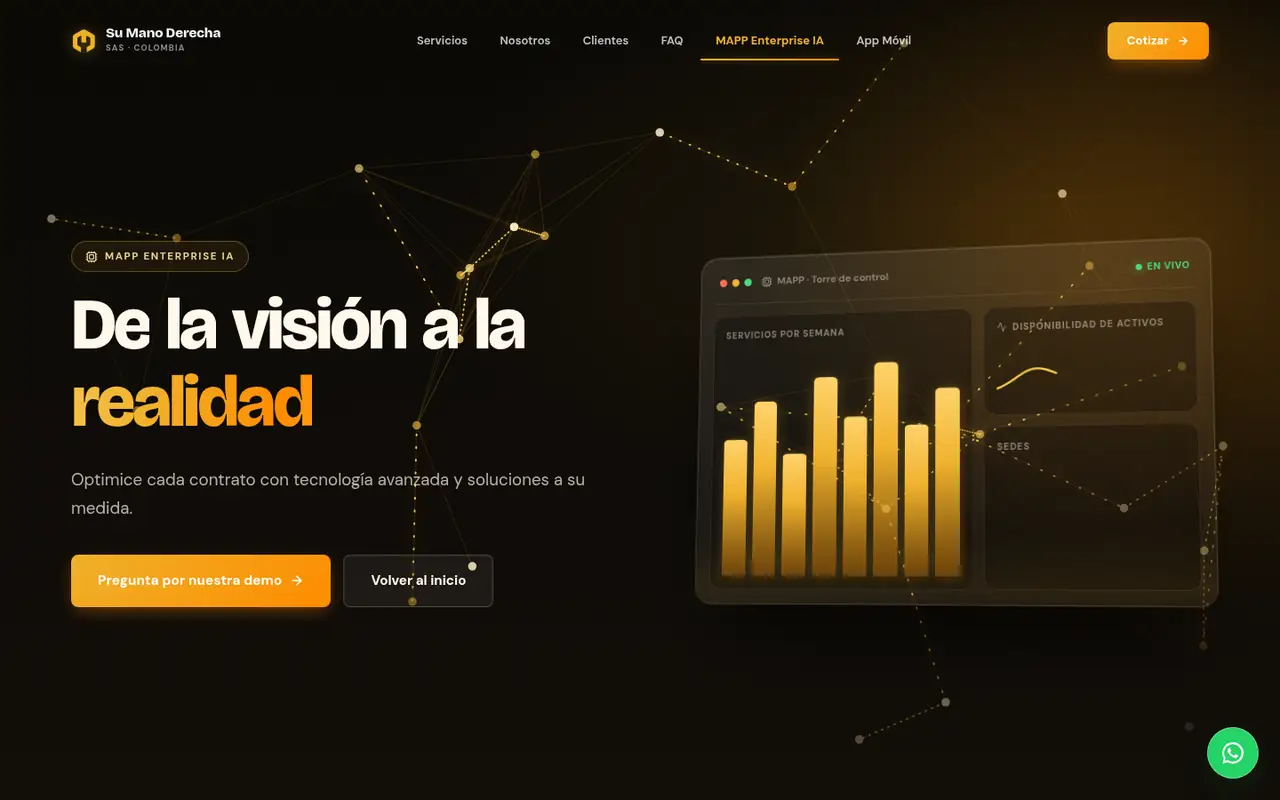 Su Mano Derecha
SAS · COLOMBIA
Servicios
Nosotros
Clientes
FAQ
MAPP Enterprise IA
App Móvil
Cotizar →
MAPP ENTERPRISE IA
De la visión a la
realidad
Optimice cada contrato con tecnología avanzada y soluciones a su
medida.
Pregunta por nuestra demo →
Volver al inicio
MAPP · Torre de control
EN VIVO
SERVICIOS POR SEMANA
DISPONIBILIDAD DE ACTIVOS
SEDES